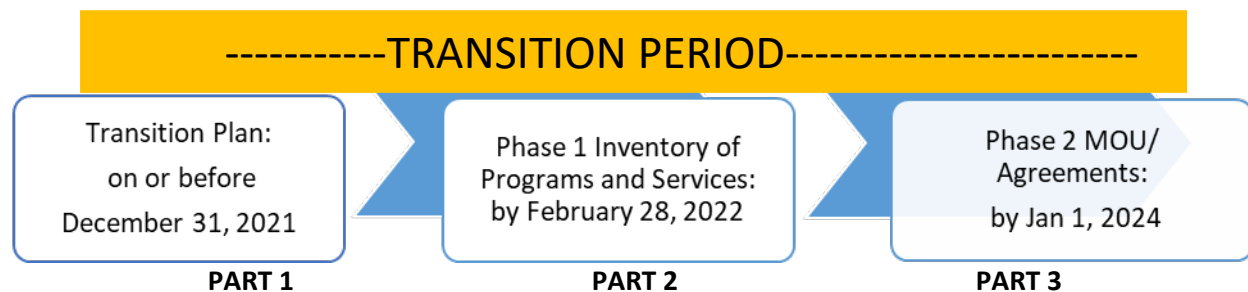 -----------TRANSITION PERIOD------------------------
Transition Plan:
on or before
December 31, 2021
Phase 1 Inventory of
Programs and Services:
by February 28, 2022
Phase 2 MOU/
Agreements:
by Jan 1, 2024
PART 1
PART 2
PART 3